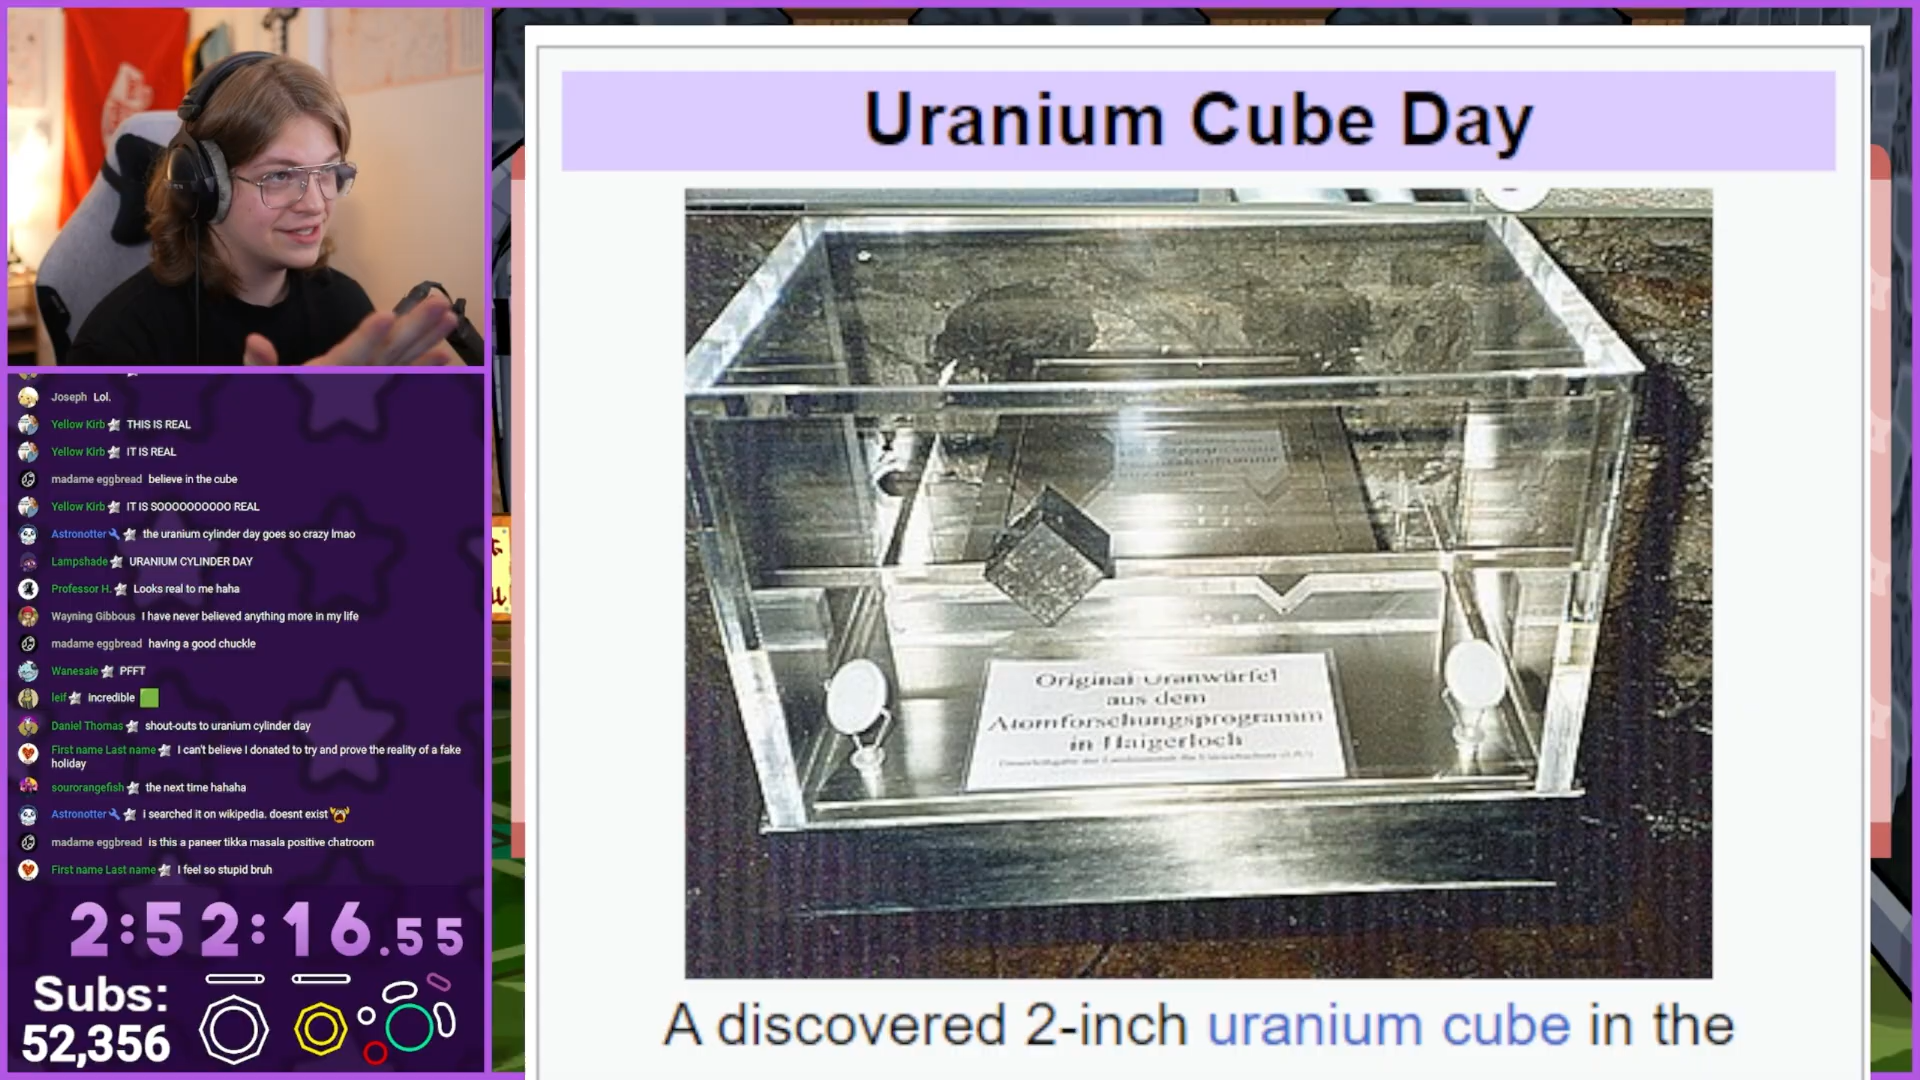 Uranium Cube Day
Original Uranwürfel
aus dem
Atomforschungsprogramm
in Haigerloch
A discovered 2-inch uranium cube in the
Joseph Lol.
Yellow Kirb THIS IS REAL
Yellow Kirb IT IS REAL
madame eggbread believe in the cube
Yellow Kirb IT IS SOOOOOOOOOO REAL
Astronotter the uranium cylinder day goes so crazy lmao
Lampshade URANIUM CYLINDER DAY
Professor H. Looks real to me haha
Wayning Gibbous I have never believed anything more in my life
madame eggbread having a good chuckle
Wanesaie PFFT
leif incredible
Daniel Thomas shout-outs to uranium cylinder day
First name Last name I can't believe I donated to try and prove the reality of a fake
holiday
sourorangefish the next time hahaha
Astronotter i searched it on wikipedia. doesnt exist
madame eggbread is this a paneer tikka masala positive chatroom
First name Last name I feel so stupid bruh
2:52:16.55
Subs:
52,356